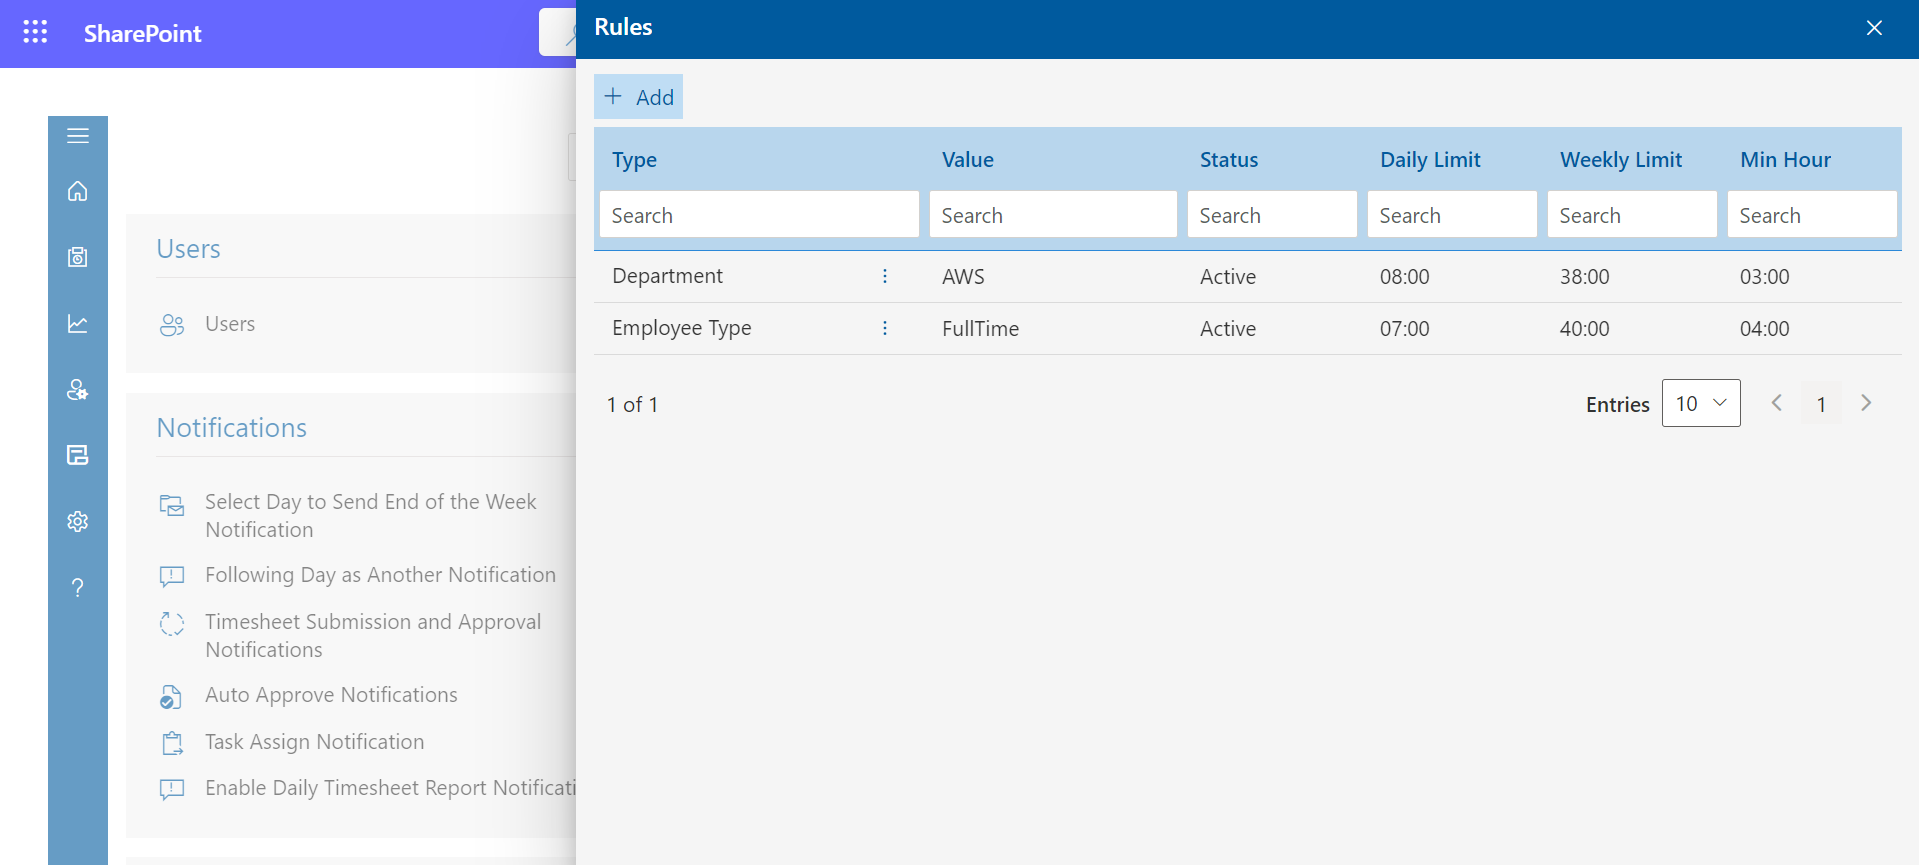 SharePoint
Rules
Add
Type Value Status Daily Limit Weekly Limit Min Hour
Search Search Search Search Search Search
Department AWS Active 08:00 38:00 03:00
Employee Type FullTime Active 07:00 40:00 04:00
1 of 1 Entries 10 1
Users
Users
Notifications
Select Day to Send End of the Week
Notification
Following Day as Another Notification
Timesheet Submission and Approval
Notifications
Auto Approve Notifications
Task Assign Notification
Enable Daily Timesheet Report Notificati